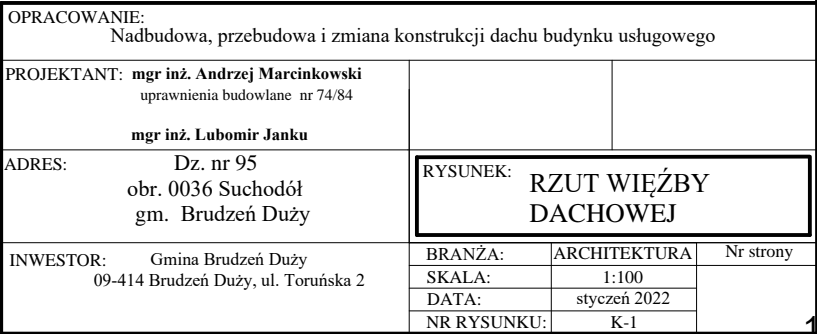 OPRACOWANIE:
Nadbudowa, przebudowa i zmiana konstrukcji dachu budynku usługowego
PROJEKTANT: mgr inż. Andrzej Marcinkowski
uprawnienia budowlane nr 74/84
mgr inż. Lubomir Janku
ADRES: Dz. nr 95
obr. 0036 Suchodół
gm. Brudzeń Duży
RYSUNEK: RZUT WIĘŹBY
DACHOWEJ
INWESTOR: Gmina Brudzeń Duży
09-414 Brudzeń Duży, ul. Toruńska 2
BRANŻA: ARCHITEKTURA Nr strony
SKALA: 1:100
DATA: styczeń 2022
NR RYSUNKU: K-1